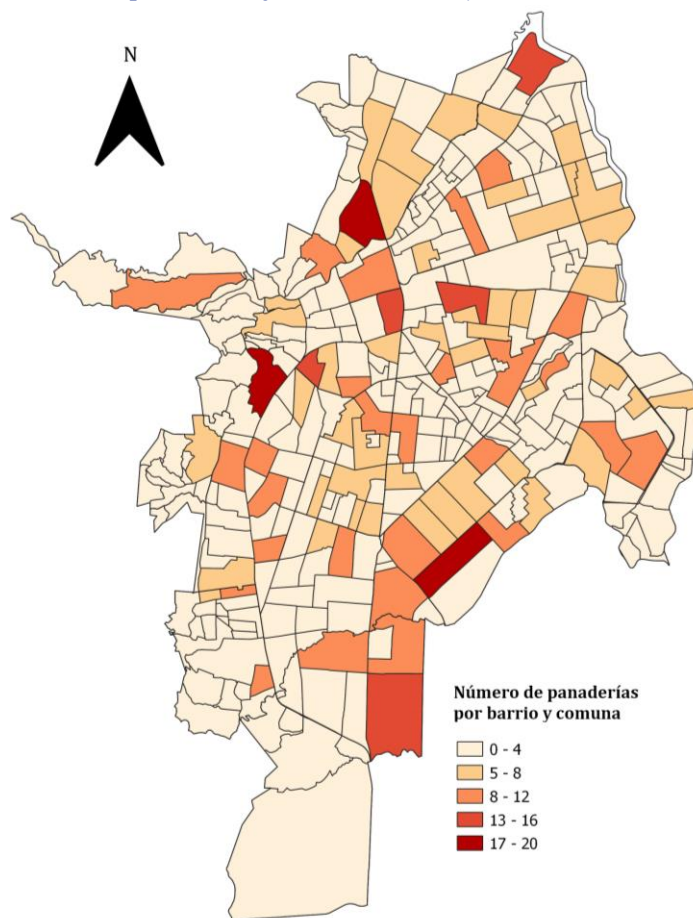 N
Número de panaderías
por barrio y comuna
0 - 4
5 - 8
8 - 12
13 - 16
17 - 20